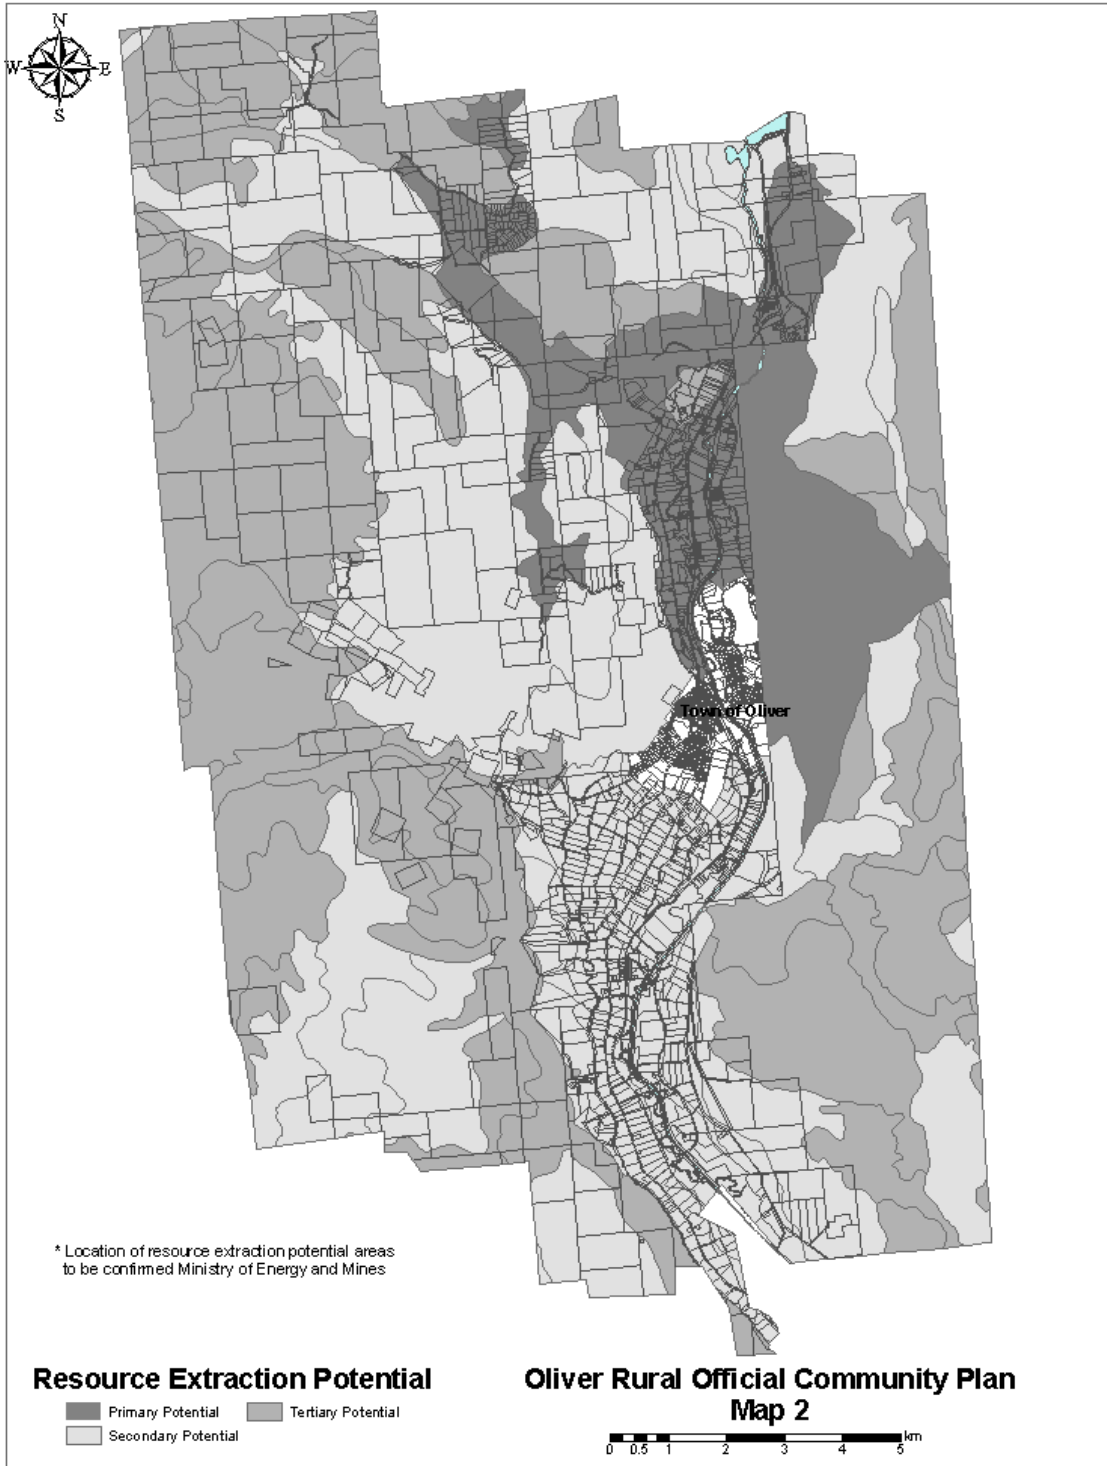 N
W E
S
Town of Oliver
* Location of resource extraction potential areas
to be confirmed Ministry of Energy and Mines
Resource Extraction Potential
Primary Potential Tertiary Potential
Secondary Potential
Oliver Rural Official Community Plan
Map 2
km
0 0.5 1 2 3 4 5